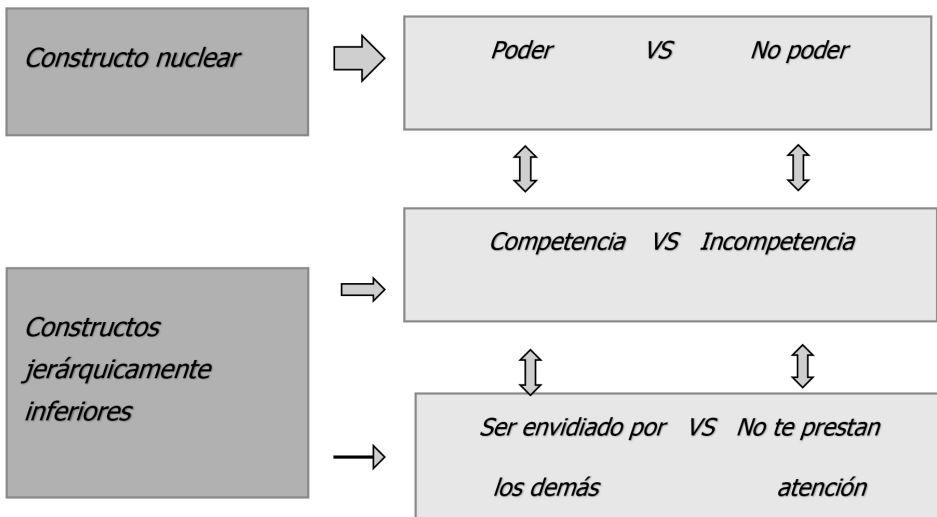 Constructo nuclear
Poder VS No poder
Competencia VS Incompetencia
Constructos
jerárquicamente
inferiores
Ser envidiado por VS No te prestan
los demás atención